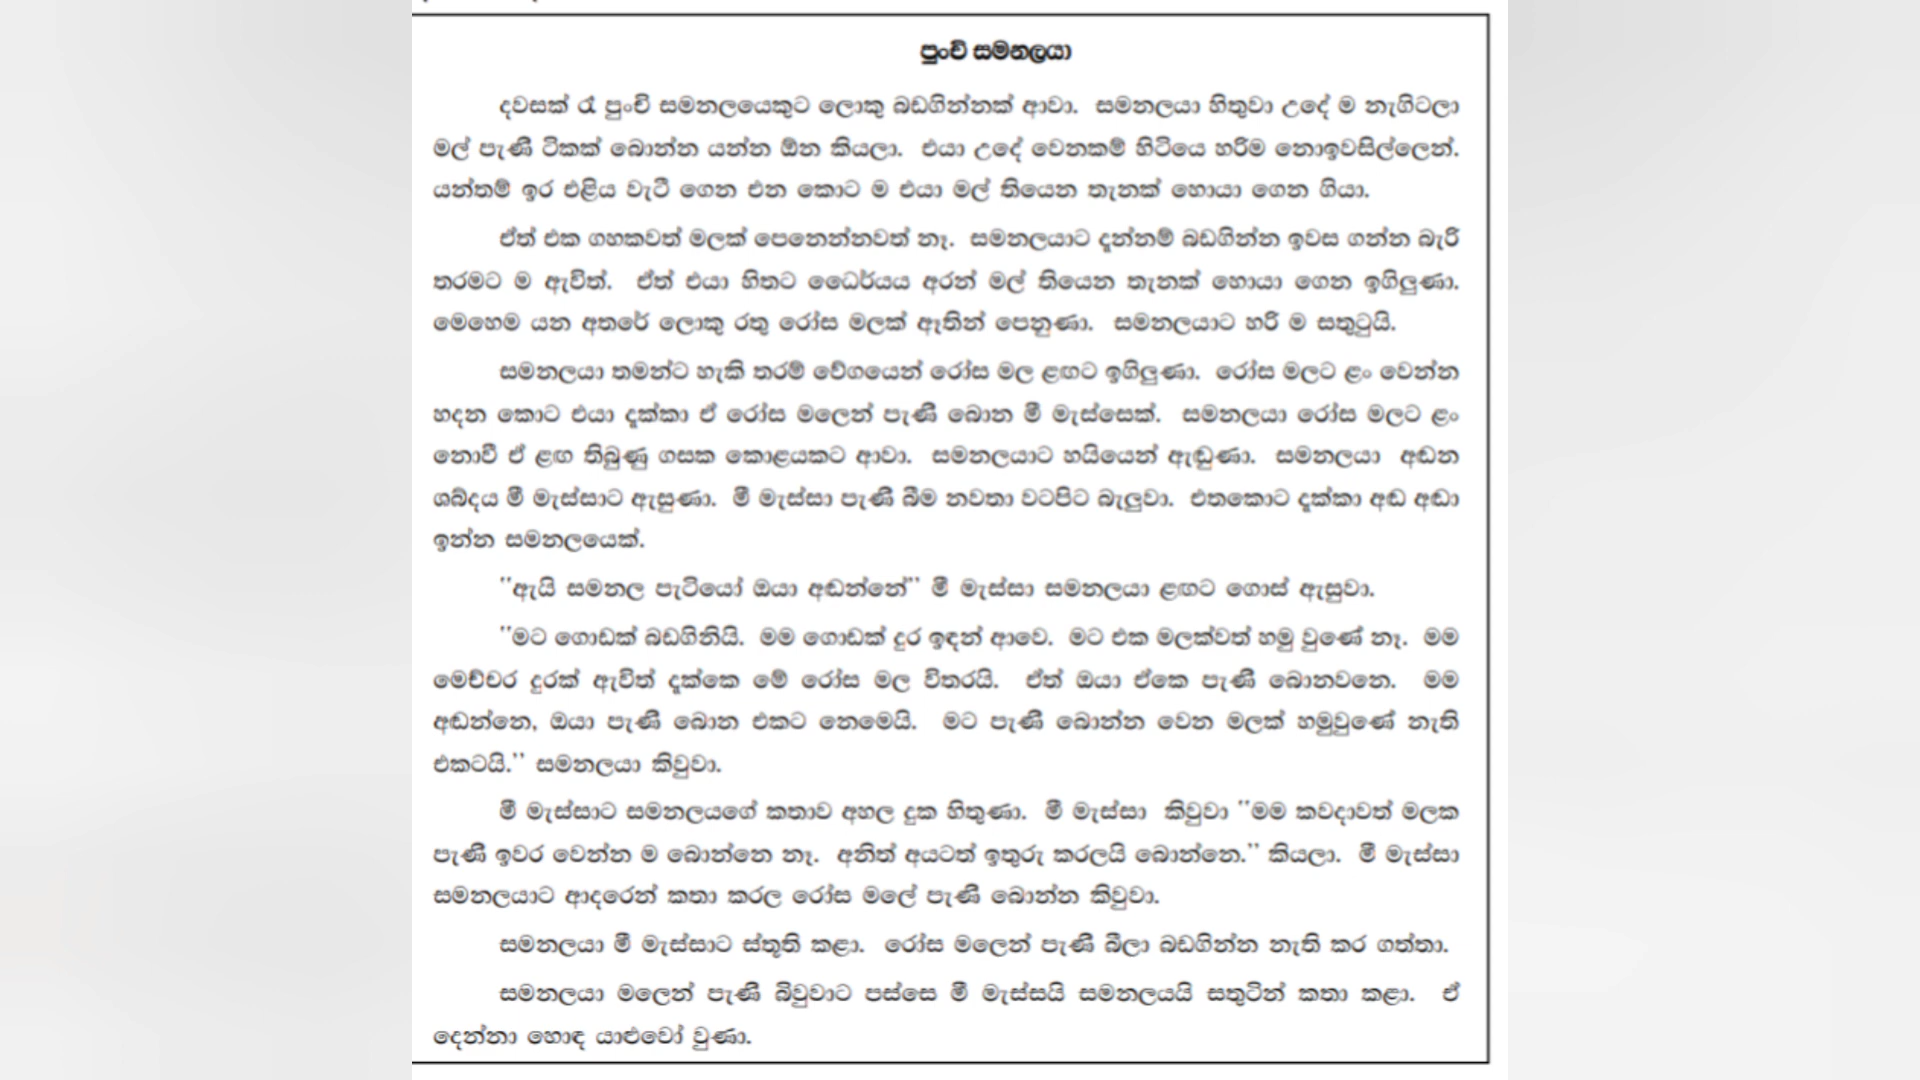 පුංචි සමනලයා
දවසක් රෑ පුංචි සමනලයෙකුට ලොකු බඩගින්නක් ආවා. සමනලයා හිතුවා උදේ ම නැගිටලා
මල් පැණි ටිකක් බොන්න යන්න ඕන කියලා. එයා උදේ වෙනකම් හිටියෙ හරිම නොඉවසිල්ලෙන්.
යන්තම් ඉර එළිය වැටී ගෙන එන කොට ම එයා මල් තියෙන තැනක් හොයා ගෙන ගියා.
ඒත් එක ගහකවත් මලක් පෙනෙන්නවත් නෑ. සමනලයාට දැන්නම් බඩගින්න ඉවස ගන්න බැරි
තරමට ම ඇවිත්. ඒත් එයා හිතට ධෛර්යය අරන් මල් තියෙන තැනක් හොයා ගෙන ඉගිලුණා.
මෙහෙම යන අතරේ ලොකු රතු රෝස මලක් ඈතින් පෙනුණා. සමනලයාට හරි ම සතුටුයි.
සමනලයා තමන්ට හැකි තරම් වේගයෙන් රෝස මල ළඟට ඉගිලුණා. රෝස මලට ළං වෙන්න
හදන කොට එයා දැක්කා ඒ රෝස මලෙන් පැණි බොන මී මැස්සෙක්. සමනලයා රෝස මලට ළං
නොවී ඒ ළඟ තිබුණු ගසක කොළයකට ආවා. සමනලයාට හයියෙන් ඇඬුණා. සමනලයා අඬන
ශබ්දය මී මැස්සාට ඇසුණා. මී මැස්සා පැණි බීම නවතා වටපිට බැලුවා. එතකොට දැක්කා අඬ අඬා
ඉන්න සමනලයෙක්.
''ඇයි සමනල පැටියෝ ඔයා අඬන්නේ'' මී මැස්සා සමනලයා ළඟට ගොස් ඇසුවා.
''මට ගොඩක් බඩගිනියි. මම ගොඩක් දුර ඉඳන් ආවෙ. මට එක මලක්වත් හමු වුණේ නෑ. මම
මෙච්චර දුරක් ඇවිත් දැක්කෙ මේ රෝස මල විතරයි. ඒත් ඔයා ඒකෙ පැණි බොනවනෙ. මම
අඬන්නෙ, ඔයා පැණි බොන එකට නෙමෙයි. මට පැණි බොන්න වෙන මලක් හමුවුණේ නැති
එකටයි.'' සමනලයා කිවුවා.
මී මැස්සාට සමනලයගේ කතාව අහල දුක හිතුණා. මී මැස්සා කිවුවා ''මම කවදාවත් මලක
පැණි ඉවර වෙන්න ම බොන්නෙ නෑ. අනිත් අයටත් ඉතුරු කරලයි බොන්නෙ.'' කියලා. මී මැස්සා
සමනලයාට ආදරෙන් කතා කරල රෝස මලේ පැණි බොන්න කිවුවා.
සමනලයා මී මැස්සාට ස්තූති කළා. රෝස මලෙන් පැණි බීලා බඩගින්න නැති කර ගත්තා.
සමනලයා මලෙන් පැණි බිවුවාට පස්සෙ මී මැස්සයි සමනලයයි සතුටින් කතා කළා. ඒ
දෙන්නා හොඳ යාළුවෝ වුණා.